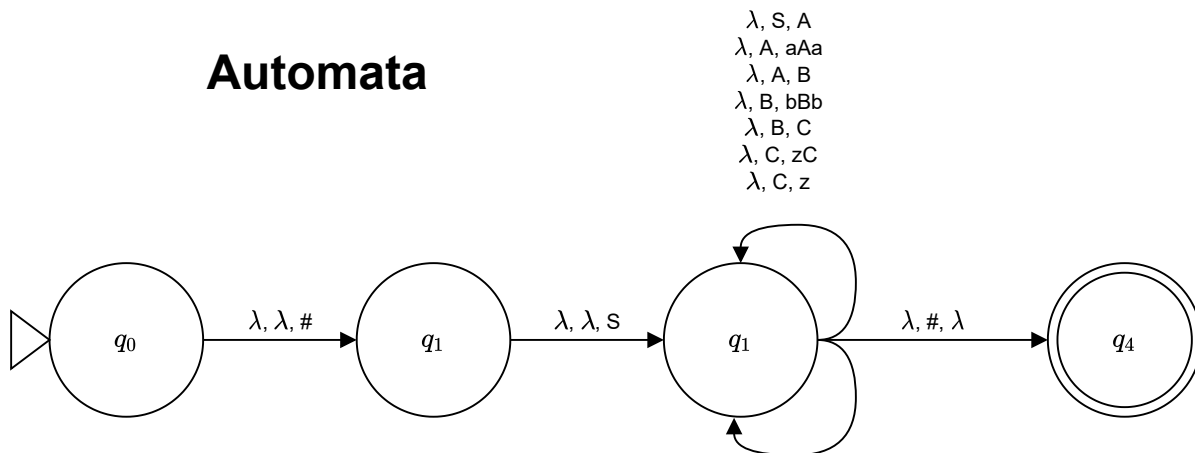 λ, S, A
λ, A, aAa
λ, A, B
λ, B, bBb
λ, B, C
λ, C, zC
λ, C, z
Automata
q₀
λ, λ, #
q₁
λ, λ, S
q₁
λ, #, λ
q₄